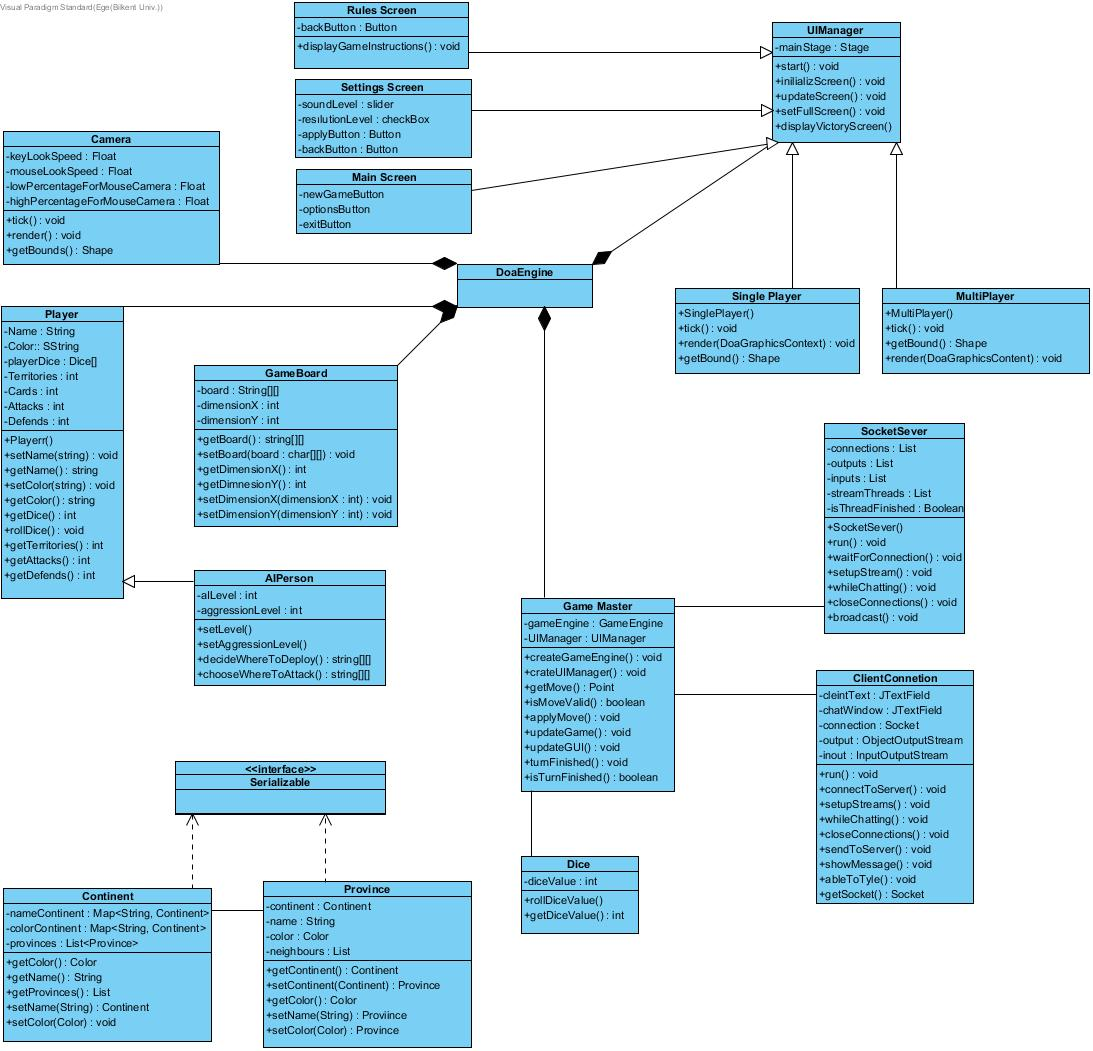 Visual Paradigm Standard(Ege(Bilkent Univ.))
Rules Screen
-backButton : Button
+displayGameInstructions() : void
UIManager
-mainStage : Stage
+start() : void
+inilializScreen() : void
+updateScreen() : void
+setFullScreen() : void
+displayVictoryScreen()
Settings Screen
-soundLevel : slider
-resılutionLevel : checkBox
-applyButton : Button
-backButton : Button
Camera
-keyLookSpeed : Float
-mouseLookSpeed : Float
-lowPercentageForMouseCamera : Float
-highPercentageForMouseCamera : Float
+tick() : void
+render() : void
+getBounds() : Shape
Main Screen
-newGameButton
-optionsButton
-exitButton
DoaEngine
Single Player
+SinglePlayer()
+tick() : void
+render(DoaGraphicsContext) : void
+getBound() : Shape
MultiPlayer
+MultiPlayer()
+tick() : void
+getBound() : Shape
+render(DoaGraphicsContent) : void
Player
-Name : String
-Color:: SString
-playerDice : Dice[]
-Territories : int
-Cards : int
-Attacks : int
-Defends : int
+Playerr()
+setName(string) : void
+getName() : string
+setColor(string) : void
+getColor() : string
+getDice() : int
+rollDice() : void
+getTerritories() : int
+getAttacks() : int
+getDefends() : int
GameBoard
-board : String[][]
-dimensionX : int
-dimensionY : int
+getBoard() : string[][]
+setBoard(board : char[][]) : void
+getDimensionX() : int
+getDimnesionY() : int
+setDimensionX(dimensionX : int) : void
+setDimensionY(dimensionY : int) : void
SocketSever
-connections : List
-outputs : List
-inputs : List
-streamThreads : List
-isThreadFinished : Boolean
+SocketSever()
+run() : void
+waitForConnection() : void
+setupStream() : void
+whileChatting() : void
+closeConnections() : void
+broadcast() : void
AIPerson
-aILevel : int
-aggressionLevel : int
+setLevel()
+setAggressionLevel()
+decideWhereToDeploy() : string[][]
+chooseWhereToAttack() : string[][]
Game Master
-gameEngine : GameEngine
-UIManager : UIManager
+createGameEngine() : void
+crateUIManager() : void
+getMove() : Point
+isMoveValid() : boolean
+applyMove() : void
+updateGame() : void
+updateGUI() : void
+turnFinished() : void
+isTurnFinished() : boolean
ClientConnetion
-cleintText : JTextField
-chatWindow : JTextField
-connection : Socket
-output : ObjectOutputStream
-inout : InputOutputStream
+run() : void
+connectToServer() : void
+setupStreams() : void
+whileChatting() : void
+closeConnections() : void
+sendToServer() : void
+showMessage() : void
+ableToTyle() : void
+getSocket() : Socket
<<interface>>
Serializable
Dice
-diceValue : int
+rollDiceValue()
+getDiceValue() : int
Continent
-nameContinent : Map<String, Continent>
-colorContinent : Map<String, Continent>
-provinces : List<Province>
+getColor() : Color
+getName() : String
+getProvinces() : List
+setName(String) : Continent
+setColor(Color) : void
Province
-continent : Continent
-name : String
-color : Color
-neighbours : List
+getContinent() : Continent
+setContinent(Continent) : Province
+getColor() : Color
+setName(String) : Proviince
+setColor(Color) : Province